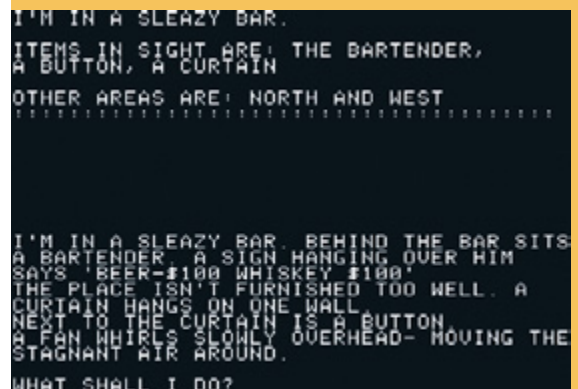 I'M IN A SLEAZY BAR.
ITEMS IN SIGHT ARE: THE BARTENDER,
A BUTTON, A CURTAIN
OTHER AREAS ARE: NORTH AND WEST
!!!!!!!!!!!!!!!!!!!!!!!!!!!!!!!!!!!!!!!!
I'M IN A SLEAZY BAR. BEHIND THE BAR SITS
A BARTENDER. A SIGN HANGING OVER HIM
SAYS 'BEER-$100 WHISKEY $100'
THE PLACE ISN'T FURNISHED TOO WELL. A
CURTAIN HANGS ON ONE WALL.
NEXT TO THE CURTAIN IS A BUTTON.
A FAN WHIRLS SLOWLY OVERHEAD- MOVING THE
STAGNANT AIR AROUND.
WHAT SHALL I DO?